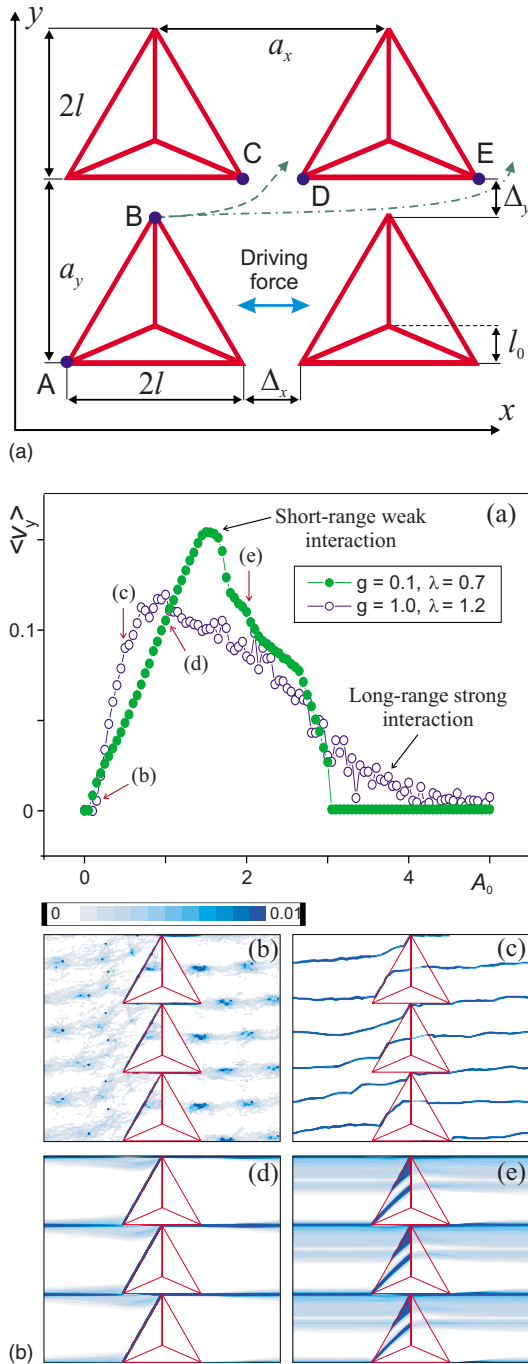 y
a_x
2l
C
D
E
B
Δ_y
a_y
Driving
force
l_0
A
2l
Δ_x
x
(a)
<v_y>
(a)
Short-range weak
interaction
(e)
g = 0.1, λ = 0.7
g = 1.0, λ = 1.2
(c)
0.1
(d)
Long-range strong
interaction
(b)
0
0
2
4
A_0
0
0.01
(b)
(c)
(d)
(e)
(b)